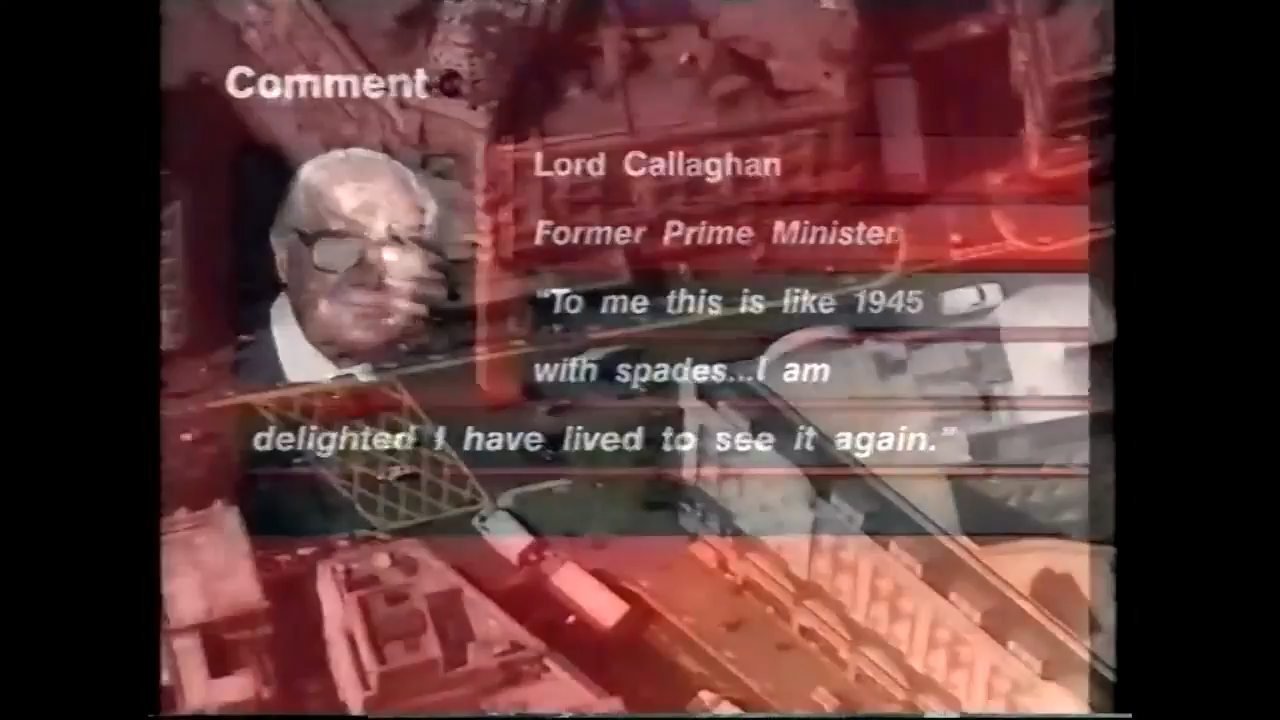 Comment
Lord Callaghan
Former Prime Minister
"To me this is like 1945
with spades...I am
delighted I have lived to see it again."